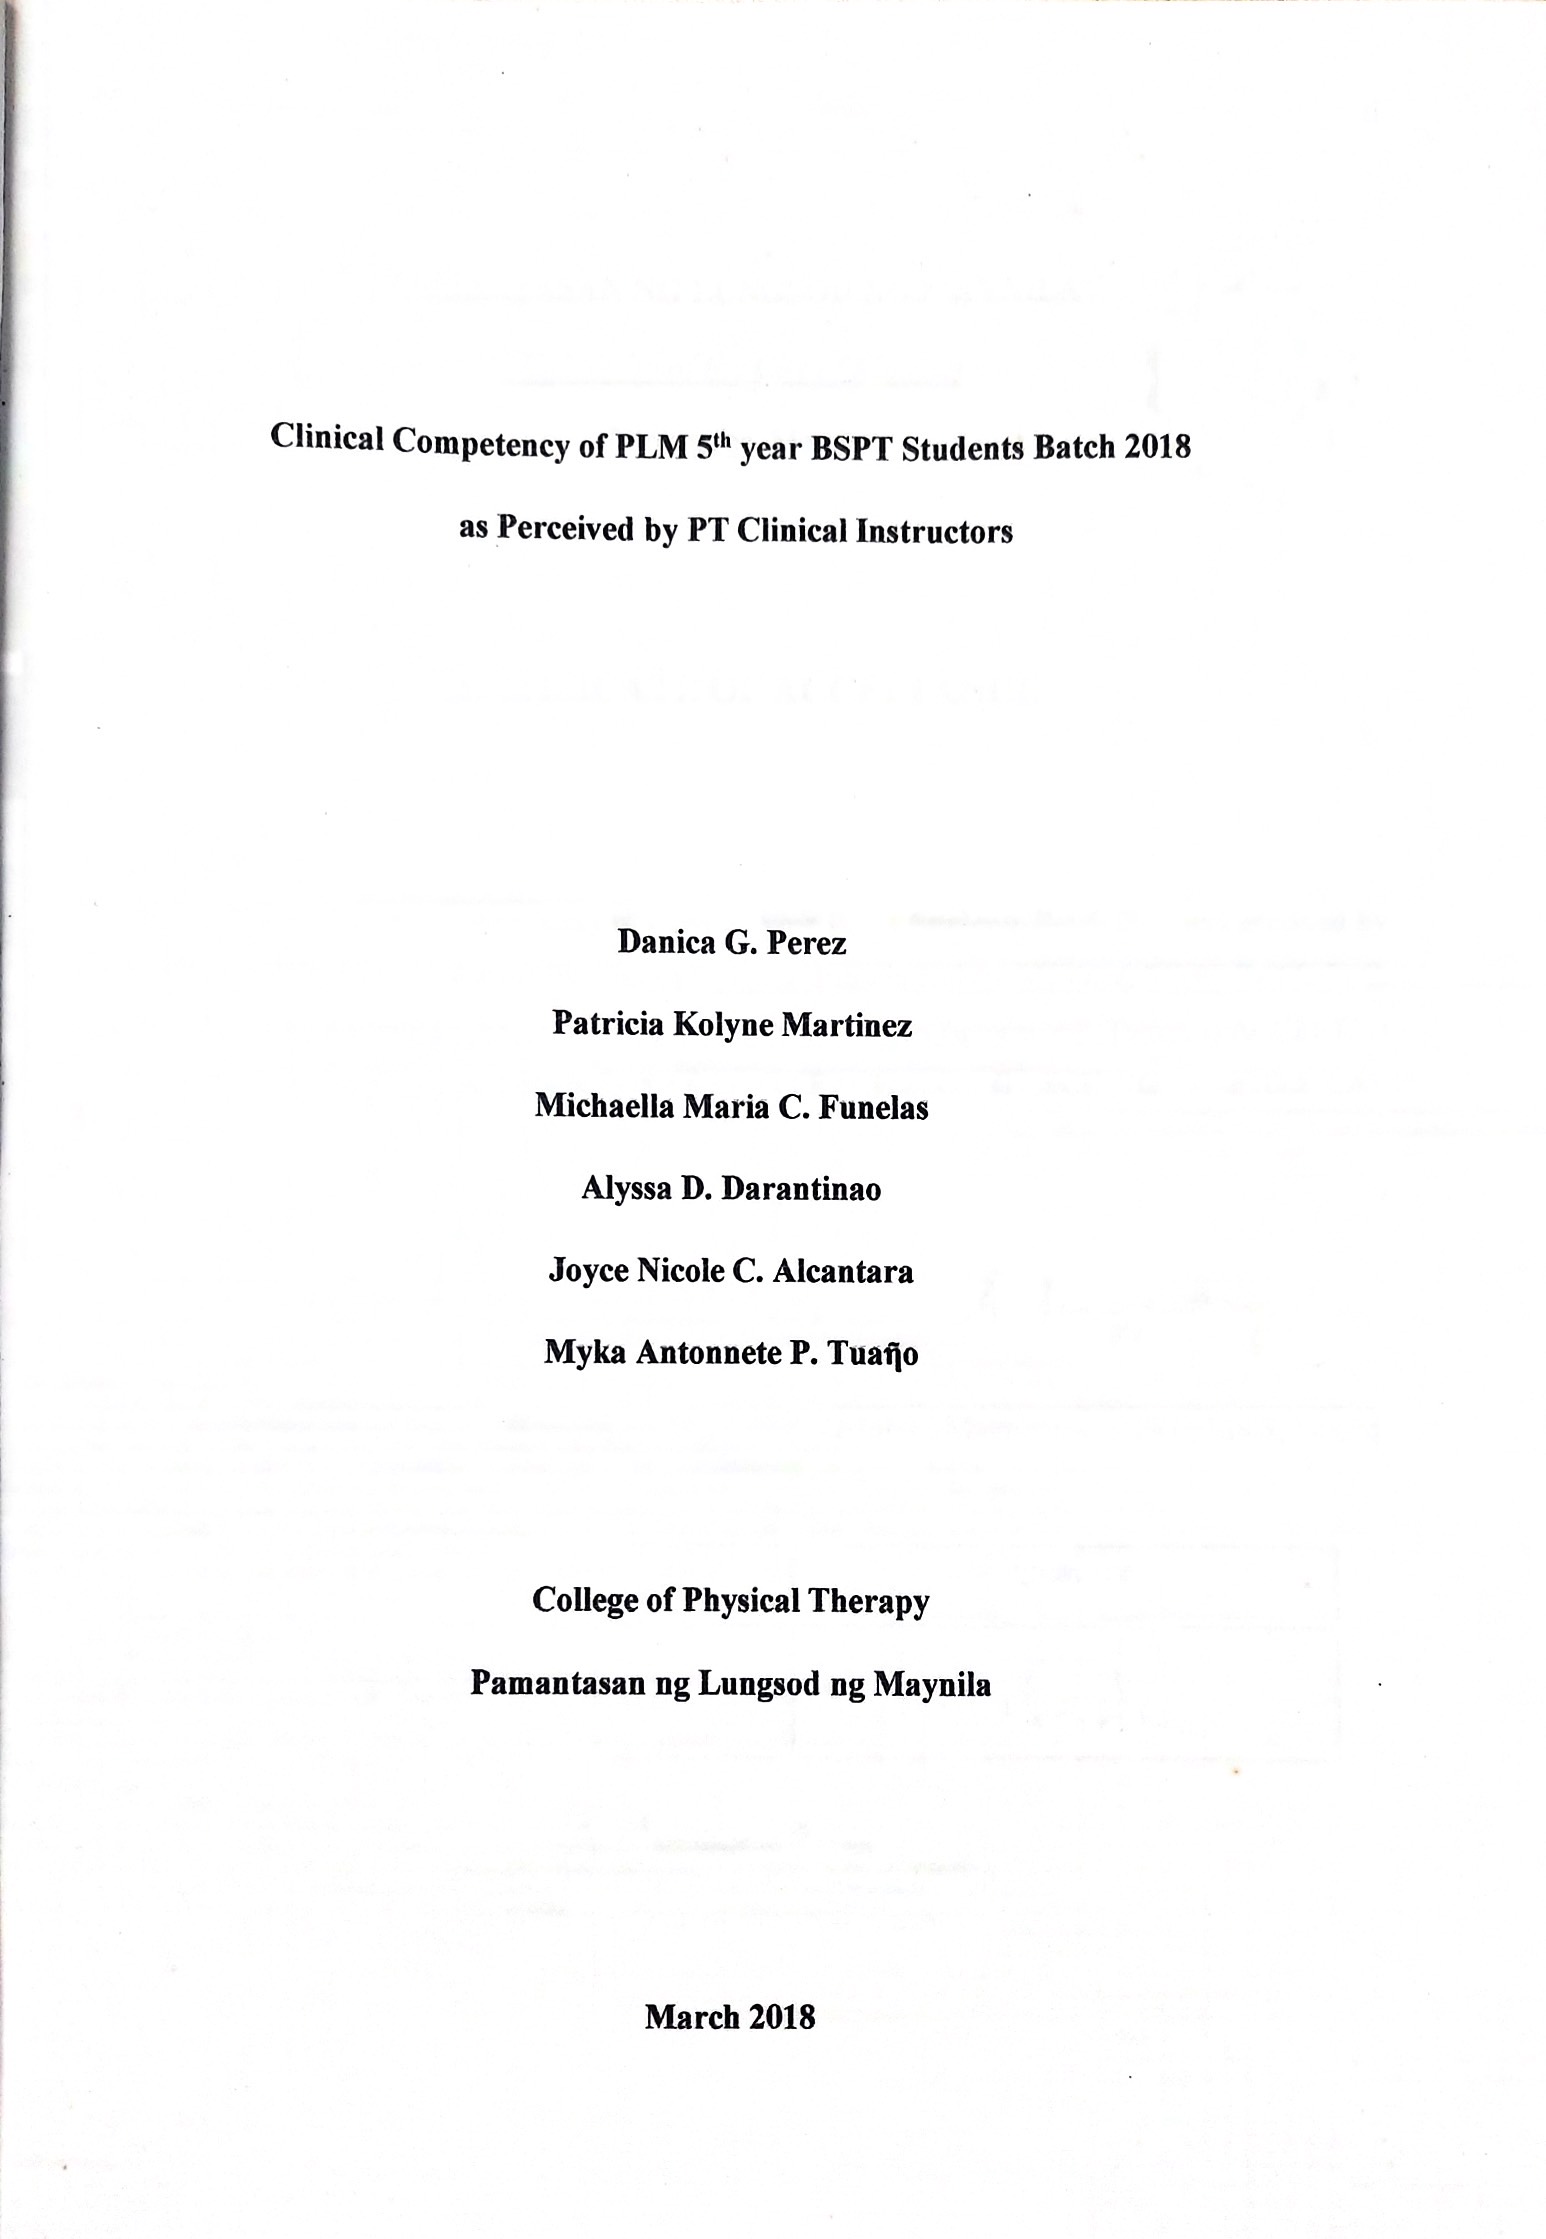 Clinical Competency of PLM 5th year BSPT Students Batch 2018
as Perceived by PT Clinical Instructors
Danica G. Perez
Patricia Kolyne Martinez
Michaella Maria C. Funelas
Alyssa D. Darantinao
Joyce Nicole C. Alcantara
Myka Antonnete P. Tuaño
College of Physical Therapy
Pamantasan ng Lungsod ng Maynila
March 2018